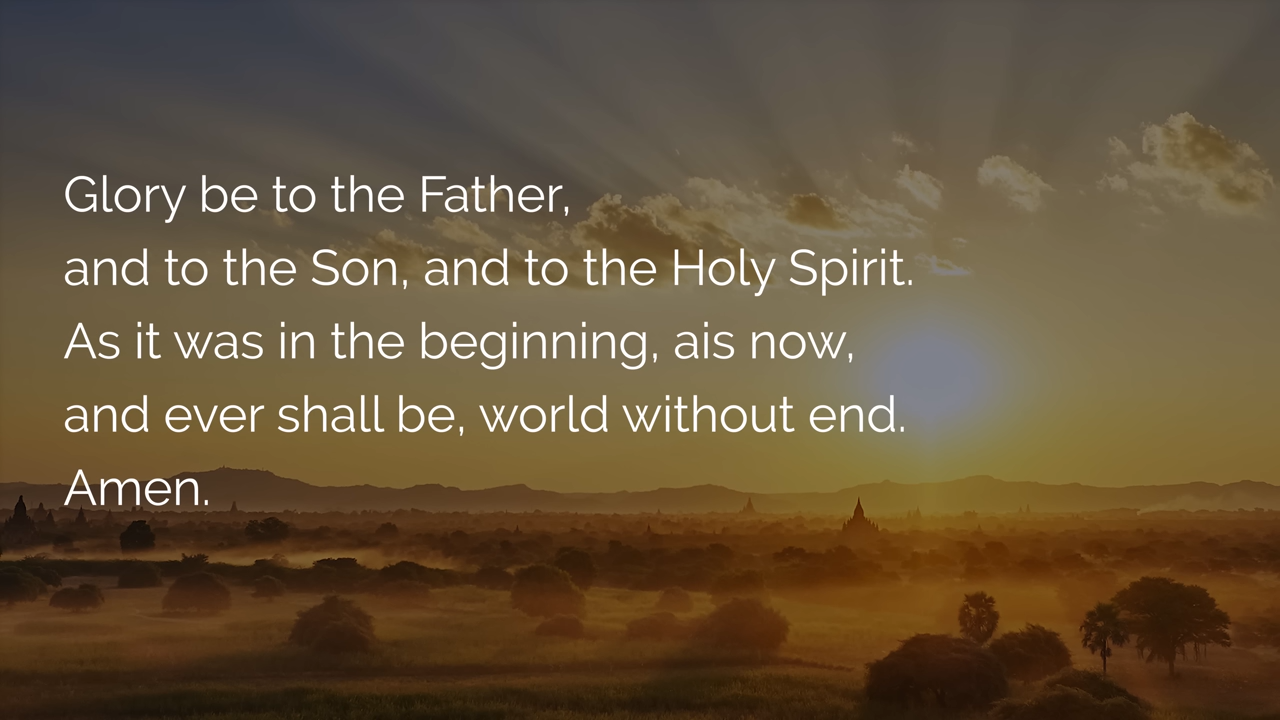 Glory be to the Father,
and to the Son, and to the Holy Spirit.
As it was in the beginning, ais now,
and ever shall be, world without end.
Amen.